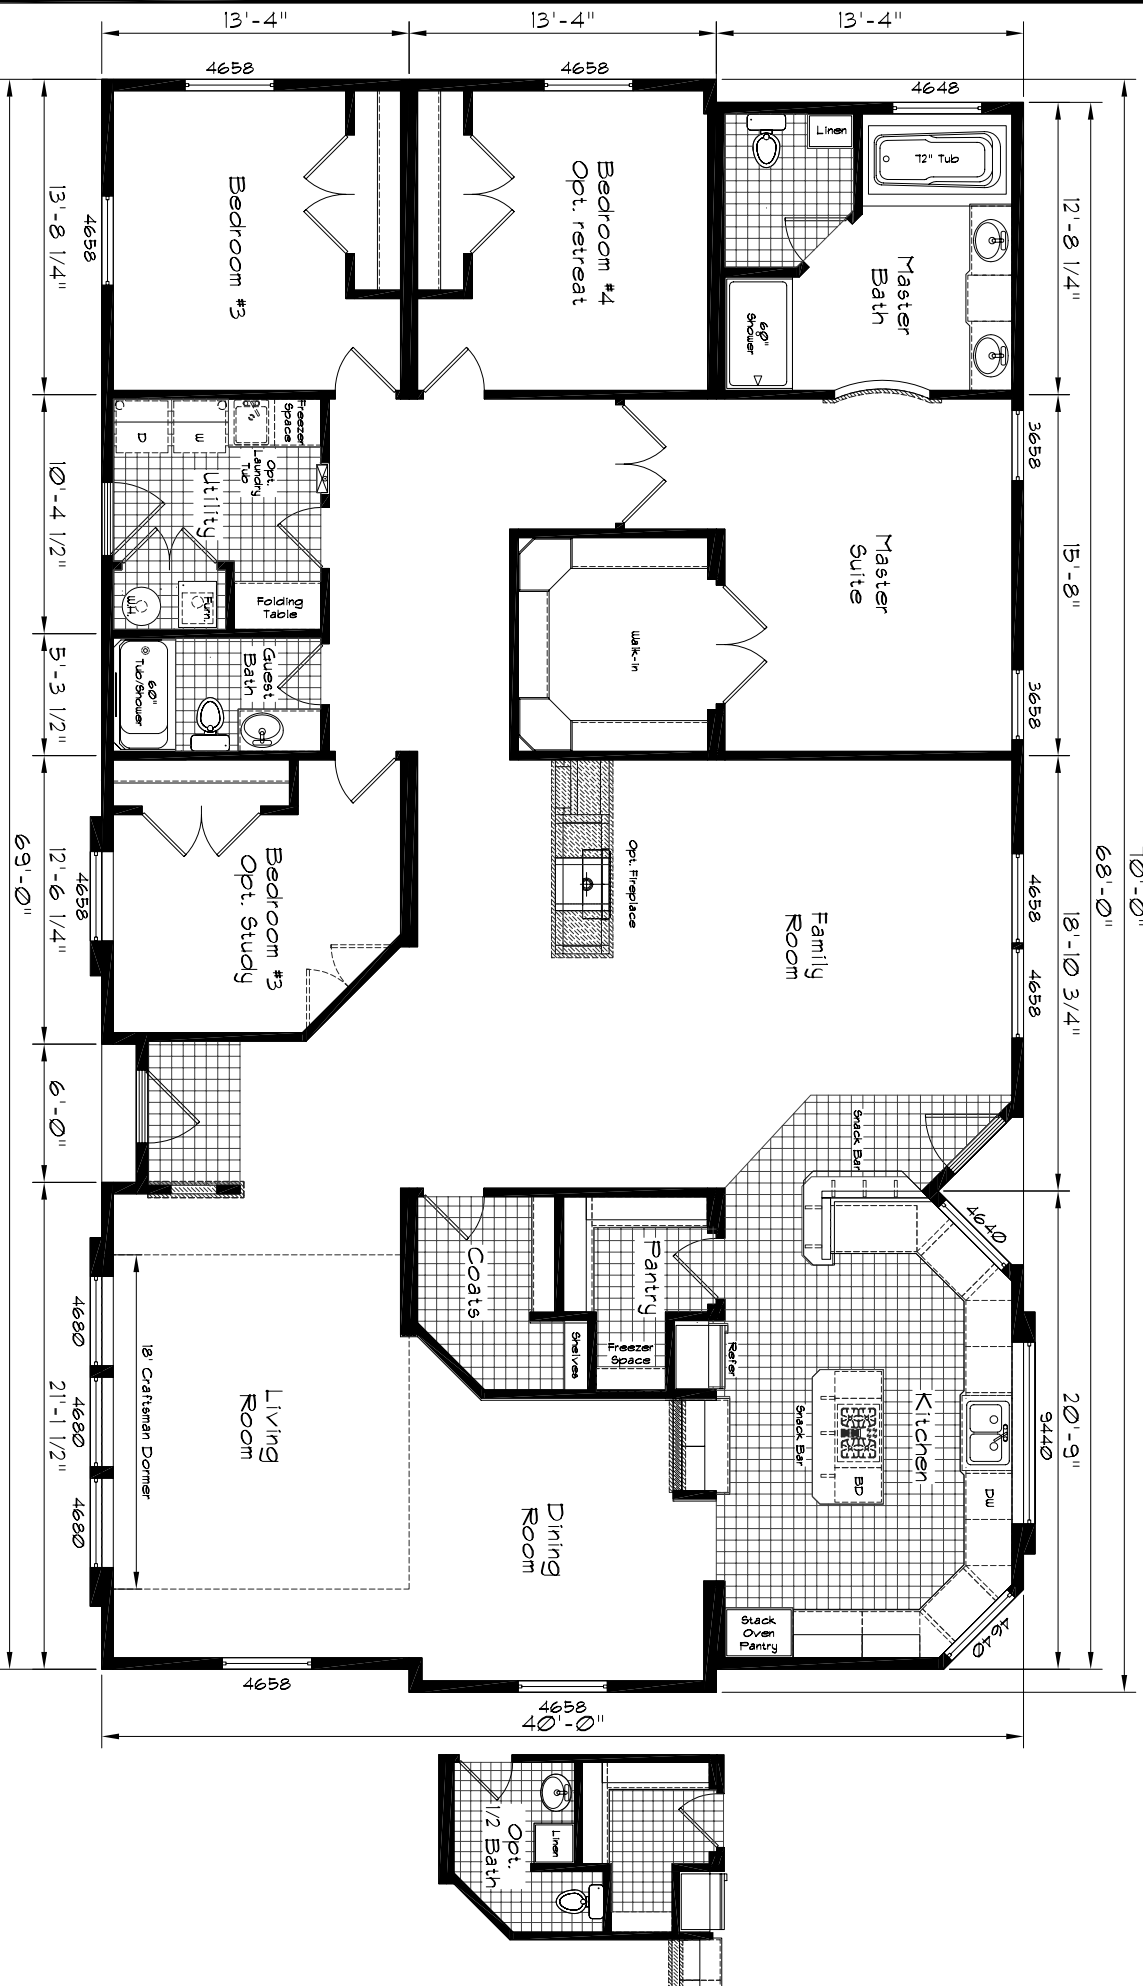 13'-4"
13'-4"
13'-4"
4658
4658
4648
Linen
72" Tub
Master
Bath
60"
Shower
Bedroom #4
Opt. retreat
Bedroom #3
4658
13'-8 1/4"
12'-8 1/4"
Freezer
Space
D
W
Opt.
Laundry
Tub
Utility
W.H.
Furn.
Folding
Table
10'-4 1/2"
3658
Master
Suite
15'-8"
Walk-in
3658
Guest
Bath
60"
Tub/Shower
5'-3 1/2"
Bedroom #3
Opt. Study
4658
12'-6 1/4"
69'-0"
Opt. Fireplace
Family
Room
4658
4658
18'-10 3/4"
68'-0"
6'-0"
Snack Bar
4640
Coats
Pantry
Shelves
Freezer
Space
Refer
Kitchen
Snack Bar
BD
DW
9440
20'-9"
4640
Stack
Oven
Pantry
4680
4680
4680
18' Craftsman Dormer
21'-1 1/2"
Living
Room
Dining
Room
4658
4658
40'-0"
Opt.
1/2 Bath
Linen